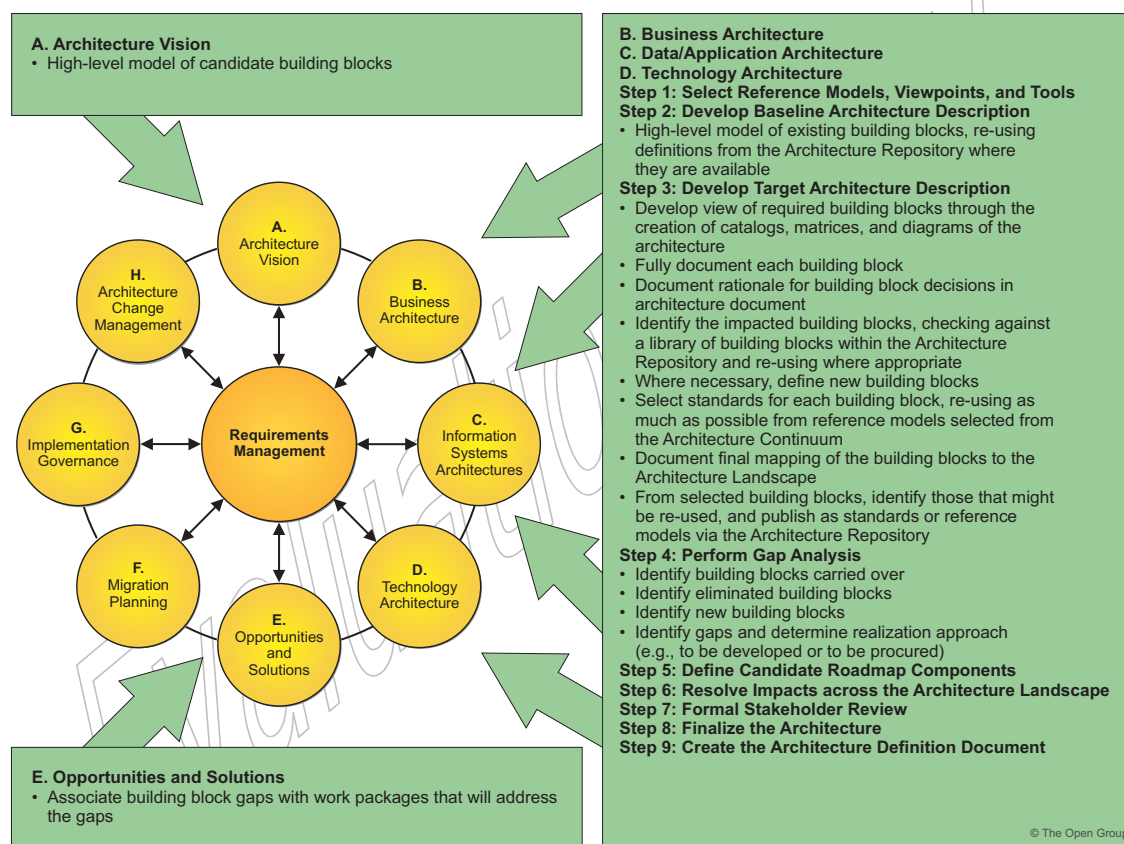 A. Architecture Vision
• High-level model of candidate building blocks
A.
Architecture
Vision
B.
Business
Architecture
C.
Information
Systems
Architectures
D.
Technology
Architecture
E.
Opportunities
and
Solutions
F.
Migration
Planning
G.
Implementation
Governance
H.
Architecture
Change
Management
Requirements
Management
E. Opportunities and Solutions
• Associate building block gaps with work packages that will address
the gaps
B. Business Architecture
C. Data/Application Architecture
D. Technology Architecture
Step 1: Select Reference Models, Viewpoints, and Tools
Step 2: Develop Baseline Architecture Description
• High-level model of existing building blocks, re-using
definitions from the Architecture Repository where
they are available
Step 3: Develop Target Architecture Description
• Develop view of required building blocks through the
creation of catalogs, matrices, and diagrams of the
architecture
• Fully document each building block
• Document rationale for building block decisions in
architecture document
• Identify the impacted building blocks, checking against
a library of building blocks within the Architecture
Repository and re-using where appropriate
• Where necessary, define new building blocks
• Select standards for each building block, re-using as
much as possible from reference models selected from
the Architecture Continuum
• Document final mapping of the building blocks to the
Architecture Landscape
• From selected building blocks, identify those that might
be re-used, and publish as standards or reference
models via the Architecture Repository
Step 4: Perform Gap Analysis
• Identify building blocks carried over
• Identify eliminated building blocks
• Identify new building blocks
• Identify gaps and determine realization approach
(e.g., to be developed or to be procured)
Step 5: Define Candidate Roadmap Components
Step 6: Resolve Impacts across the Architecture Landscape
Step 7: Formal Stakeholder Review
Step 8: Finalize the Architecture
Step 9: Create the Architecture Definition Document
© The Open Group